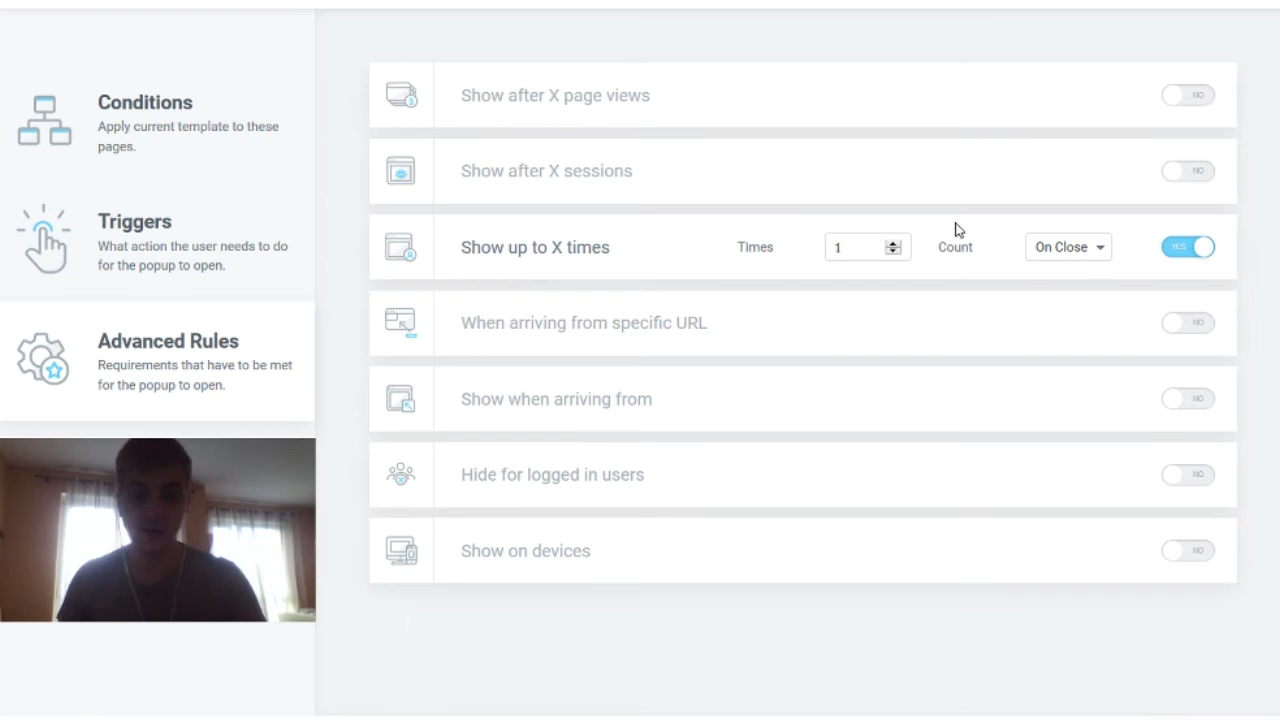 Conditions
Apply current template to these
pages.
Triggers
What action the user needs to do
for the popup to open.
Advanced Rules
Requirements that have to be met
for the popup to open.
Show after X page views NO
Show after X sessions NO
Show up to X times Times 1 Count On Close YES
When arriving from specific URL NO
Show when arriving from NO
Hide for logged in users NO
Show on devices NO